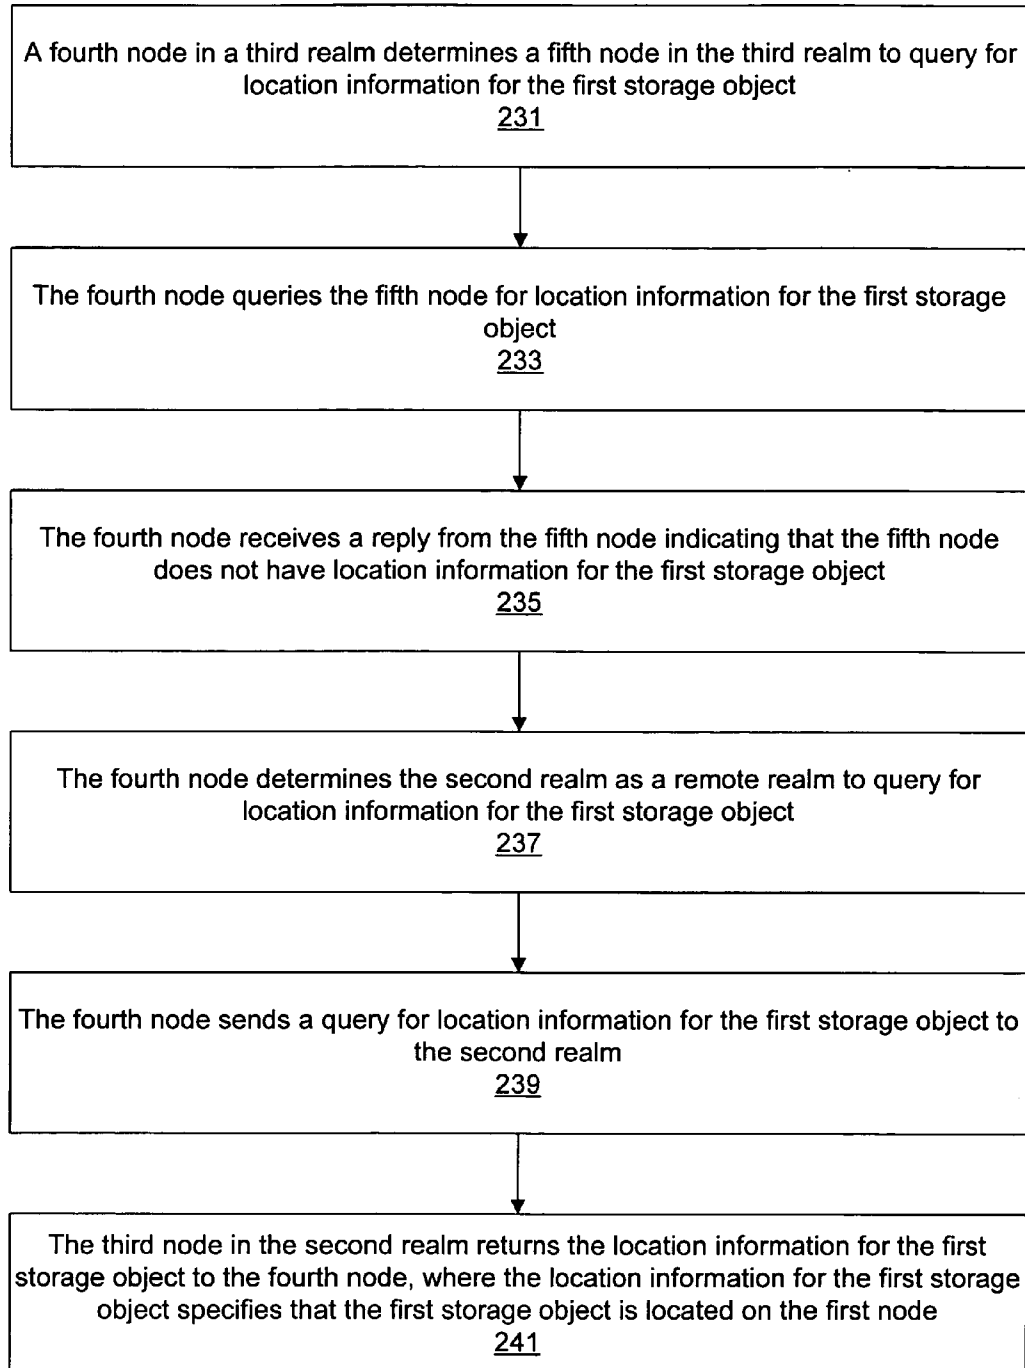 A fourth node in a third realm determines a fifth node in the third realm to query for
location information for the first storage object
231
The fourth node queries the fifth node for location information for the first storage
object
233
The fourth node receives a reply from the fifth node indicating that the fifth node
does not have location information for the first storage object
235
The fourth node determines the second realm as a remote realm to query for
location information for the first storage object
237
The fourth node sends a query for location information for the first storage object to
the second realm
239
The third node in the second realm returns the location information for the first
storage object to the fourth node, where the location information for the first storage
object specifies that the first storage object is located on the first node
241